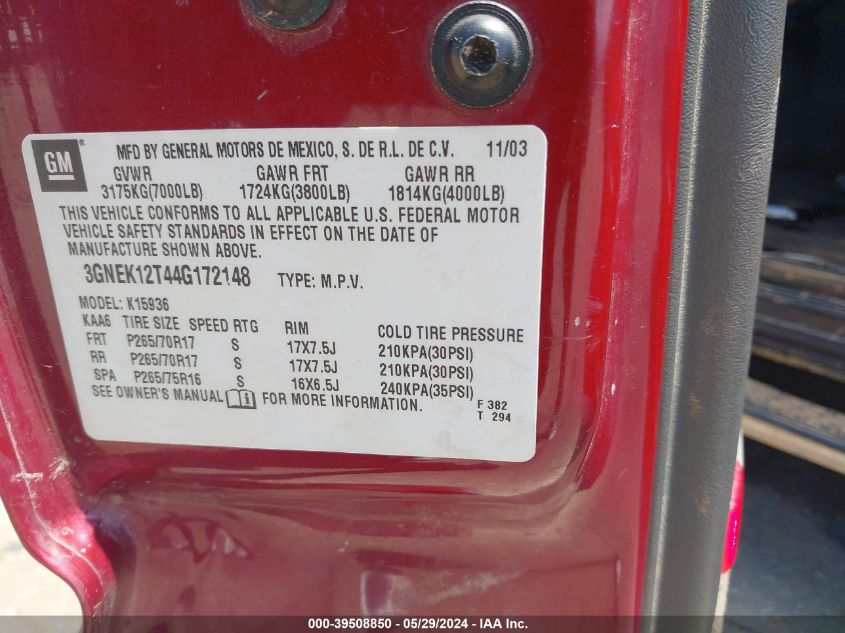 GM
MFD BY GENERAL MOTORS DE MEXICO, S. DE R.L. DE C.V. 11/03
GVWR GAWR FRT GAWR RR
3175KG(7000LB) 1724KG(3800LB) 1814KG(4000LB)
THIS VEHICLE CONFORMS TO ALL APPLICABLE U.S. FEDERAL MOTOR
VEHICLE SAFETY STANDARDS IN EFFECT ON THE DATE OF
MANUFACTURE SHOWN ABOVE.
3GNEK12T44G172148 TYPE: M.P.V.
MODEL: K15936
KAA6 TIRE SIZE SPEED RTG RIM COLD TIRE PRESSURE
FRT P265/70R17 S 17X7.5J 210KPA(30PSI)
RR P265/70R17 S 17X7.5J 210KPA(30PSI)
SPA P265/75R16 S 16X6.5J 240KPA(35PSI)
SEE OWNER'S MANUAL FOR MORE INFORMATION. F 382
T 294
000-39508850 / 05/29/2024 - IAA Inc.